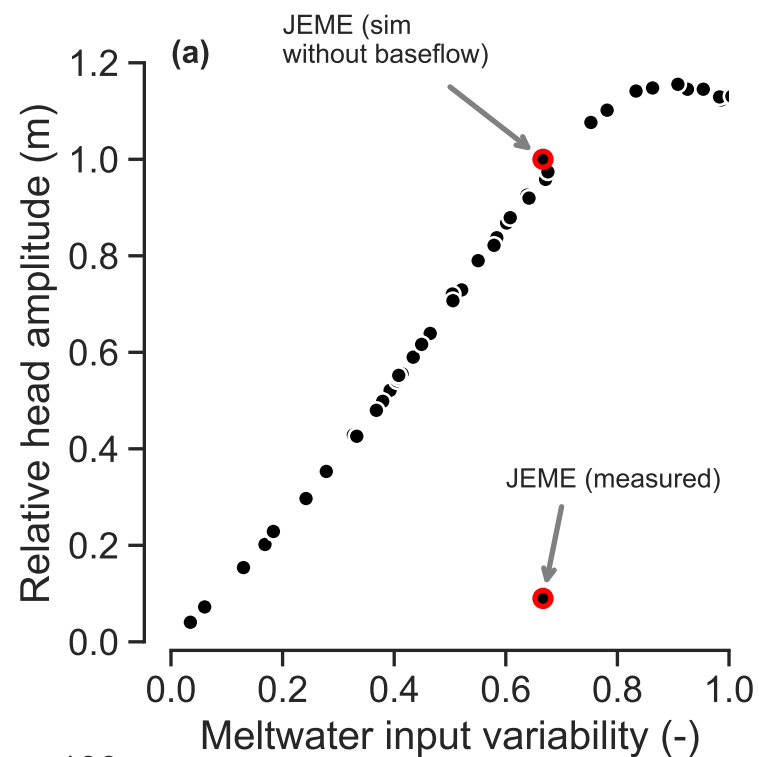 JEME (sim
without baseflow)
(a)
1.2
1.0
0.8
0.6
0.4
0.2
0.0
Relative head amplitude (m)
JEME (measured)
0.0 0.2 0.4 0.6 0.8 1.0
Meltwater input variability (-)